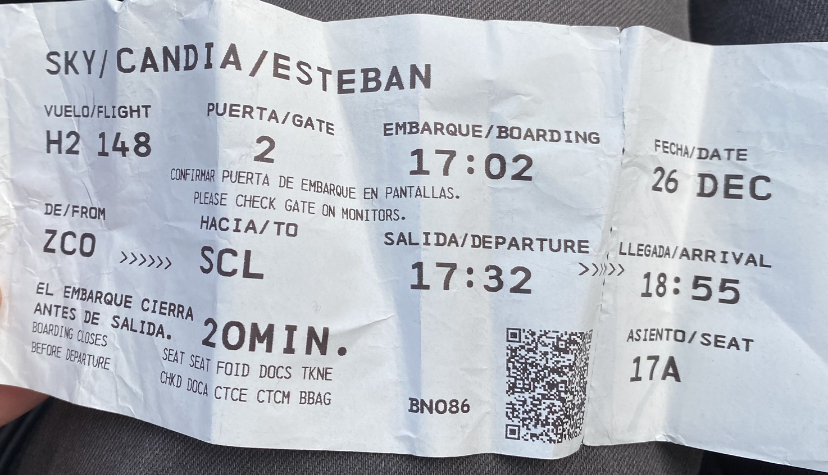 SKY/CANDIA/ESTEBAN
VUELO/FLIGHT
H2 148
PUERTA/GATE
2
EMBARQUE/BOARDING
17:02
FECHA/DATE
26 DEC
CONFIRMAR PUERTA DE EMBARQUE EN PANTALLAS.
PLEASE CHECK GATE ON MONITORS.
DE/FROM
ZCO >>>>>>
HACIA/TO
SCL
SALIDA/DEPARTURE
17:32 >>>>>
LLEGADA/ARRIVAL
18:55
EL EMBARQUE CIERRA
ANTES DE SALIDA. 20MIN.
BOARDING CLOSES
BEFORE DEPARTURE
SEAT SEAT FOID DOCS TKNE
CHKD DOCA CTCE CTCM BBAG
BN086
ASIENTO/SEAT
17A